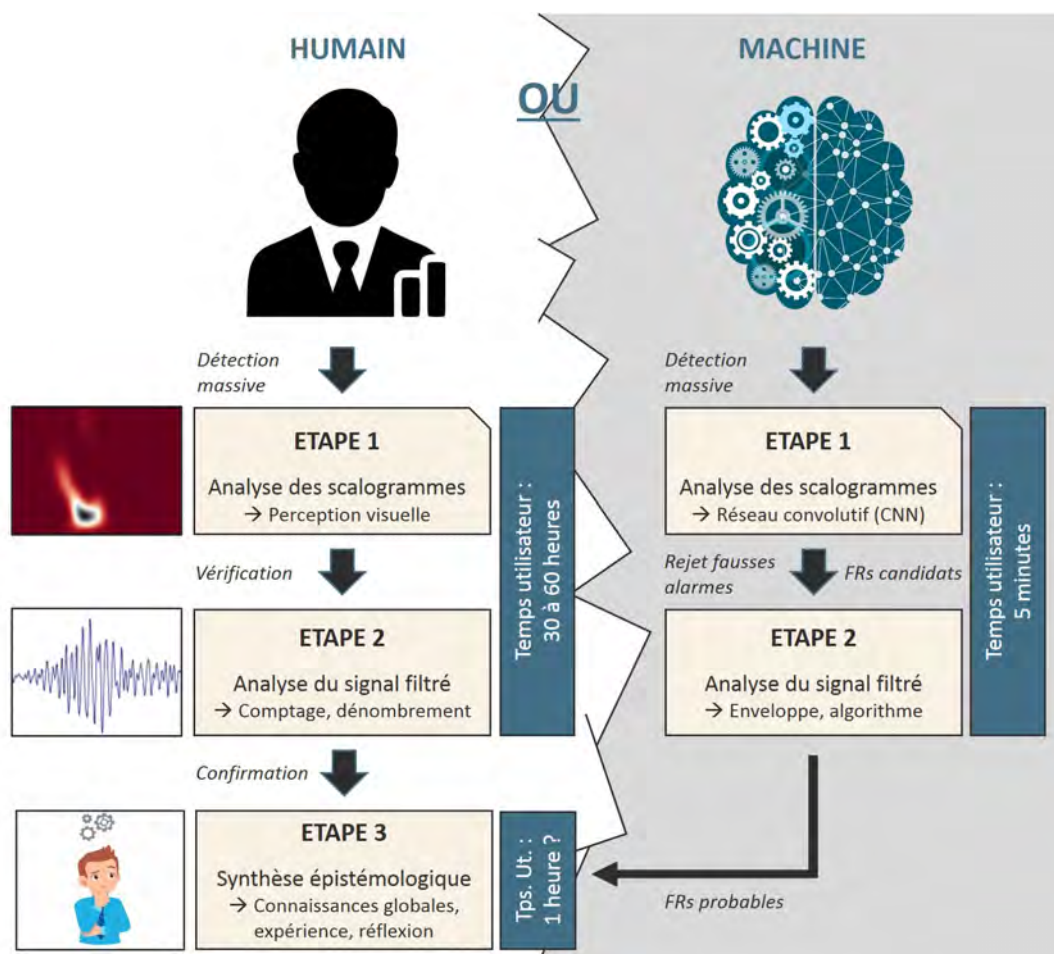 HUMAIN
OU
MACHINE
Détection
massive
ETAPE 1
Analyse des scalogrammes
→ Perception visuelle
Vérification
ETAPE 2
Analyse du signal filtré
→ Comptage, dénombrement
Temps utilisateur :
30 à 60 heures
Confirmation
ETAPE 3
Synthèse épistémologique
→ Connaissances globales,
expérience, réflexion
Tps. Ut. :
1 heure ?
Détection
massive
ETAPE 1
Analyse des scalogrammes
→ Réseau convolutif (CNN)
Rejet fausses
alarmes
FRs candidats
ETAPE 2
Analyse du signal filtré
→ Enveloppe, algorithme
Temps utilisateur :
5 minutes
FRs probables